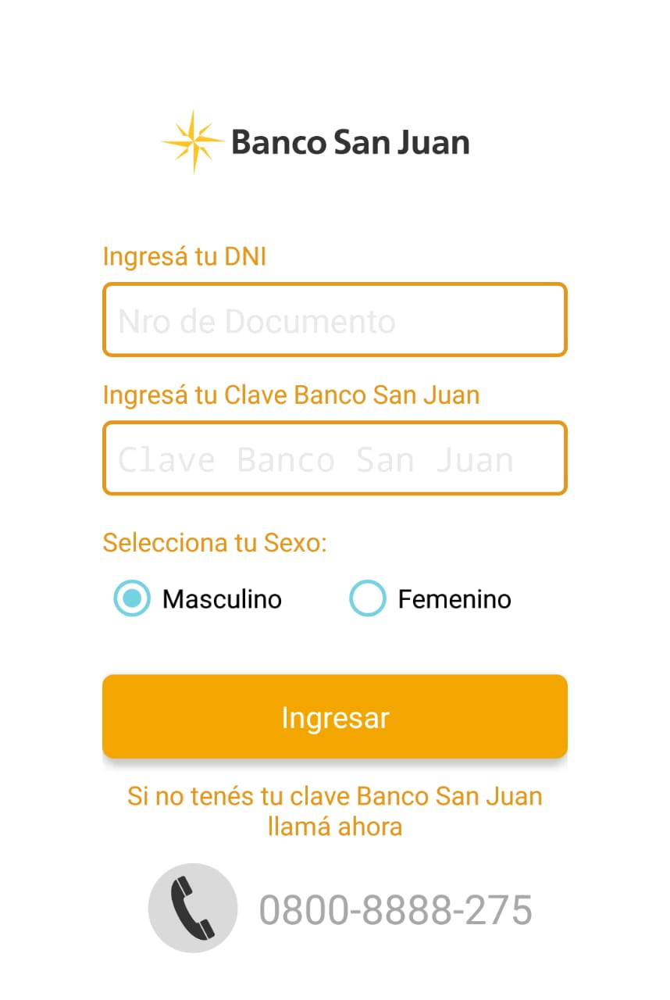 Banco San Juan
Ingresá tu DNI
Nro de Documento
Ingresá tu Clave Banco San Juan
Clave Banco San Juan
Selecciona tu Sexo:
Masculino Femenino
Ingresar
Si no tenés tu clave Banco San Juan
llamá ahora
0800-8888-275